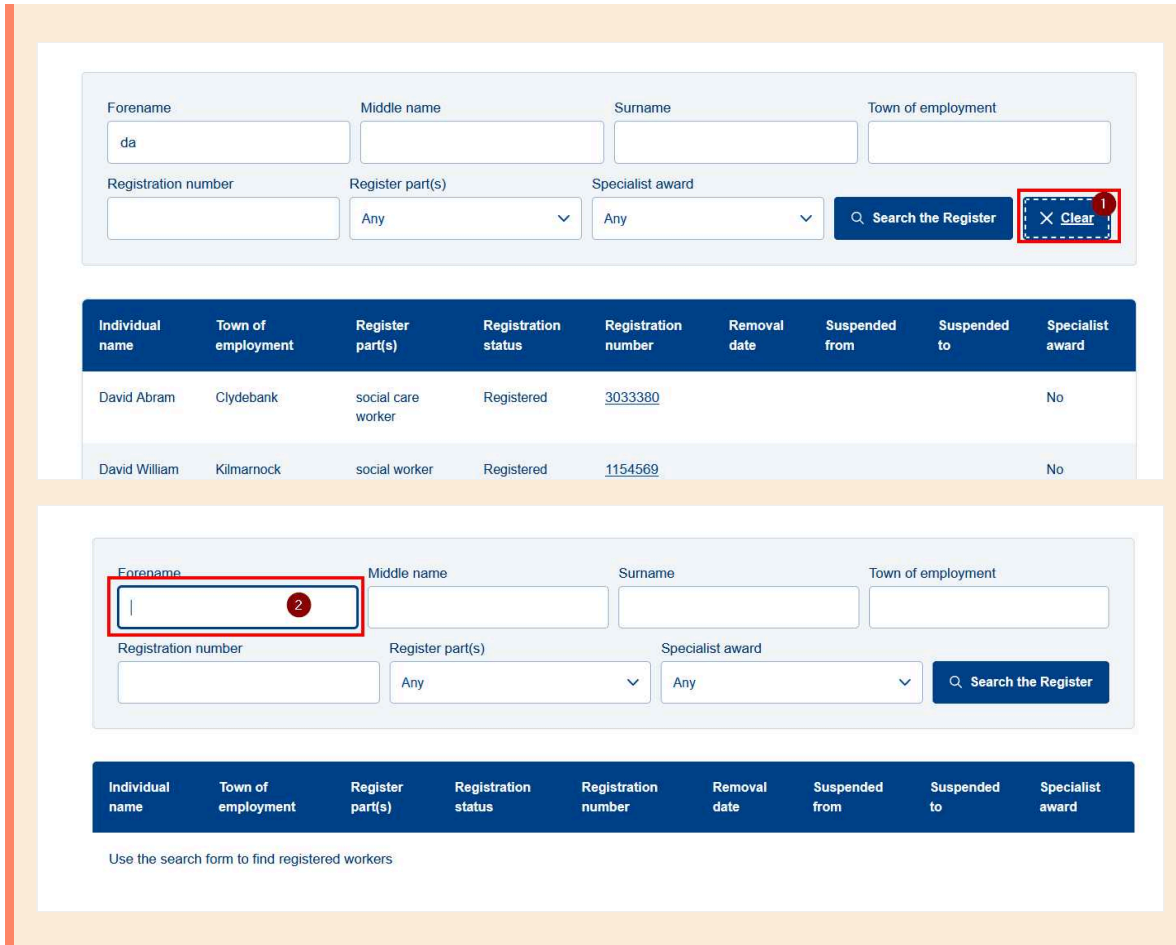 Forename Middle name Surname Town of employment
da
Registration number Register part(s) Specialist award
Any Any Search the Register Clear 1
Individual name Town of employment Register part(s) Registration status Registration number Removal date Suspended from Suspended to Specialist award
David Abram Clydebank social care worker Registered 3033380 No
David William Kilmarnock social worker Registered 1154569 No
Forename Middle name Surname Town of employment
2
Registration number Register part(s) Specialist award
Any Any Search the Register
Individual name Town of employment Register part(s) Registration status Registration number Removal date Suspended from Suspended to Specialist award
Use the search form to find registered workers